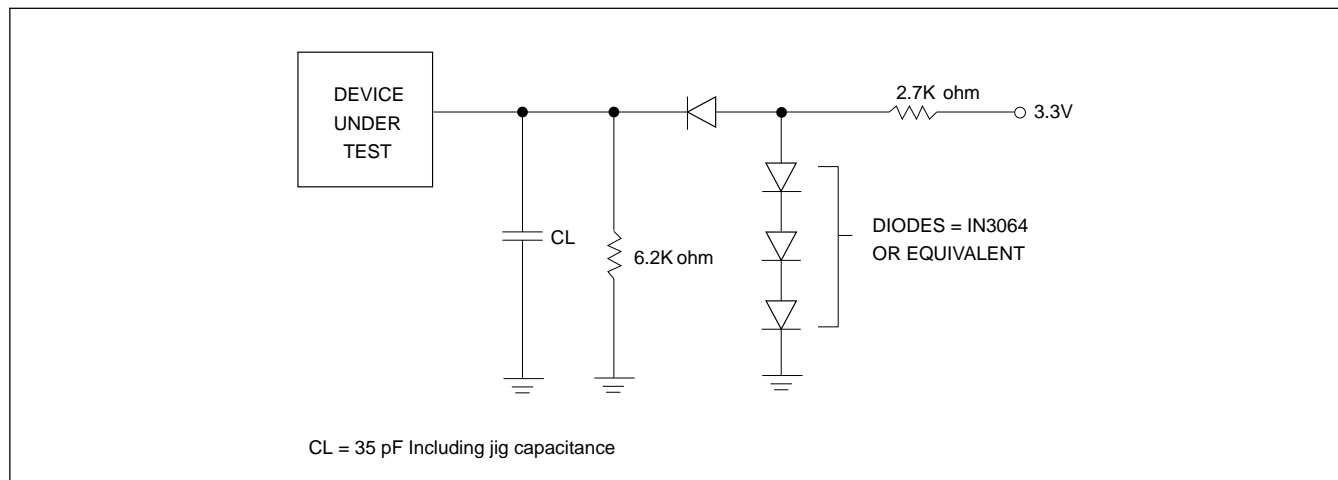 DEVICE
UNDER
TEST
2.7K ohm
3.3V
CL
6.2K ohm
DIODES = IN3064
OR EQUIVALENT
CL = 35 pF Including jig capacitance